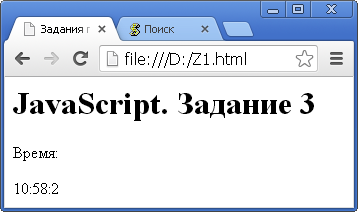 Задания г
Поиск
file:///D:/Z1.html
JavaScript. Задание 3
Время:
10:58:2